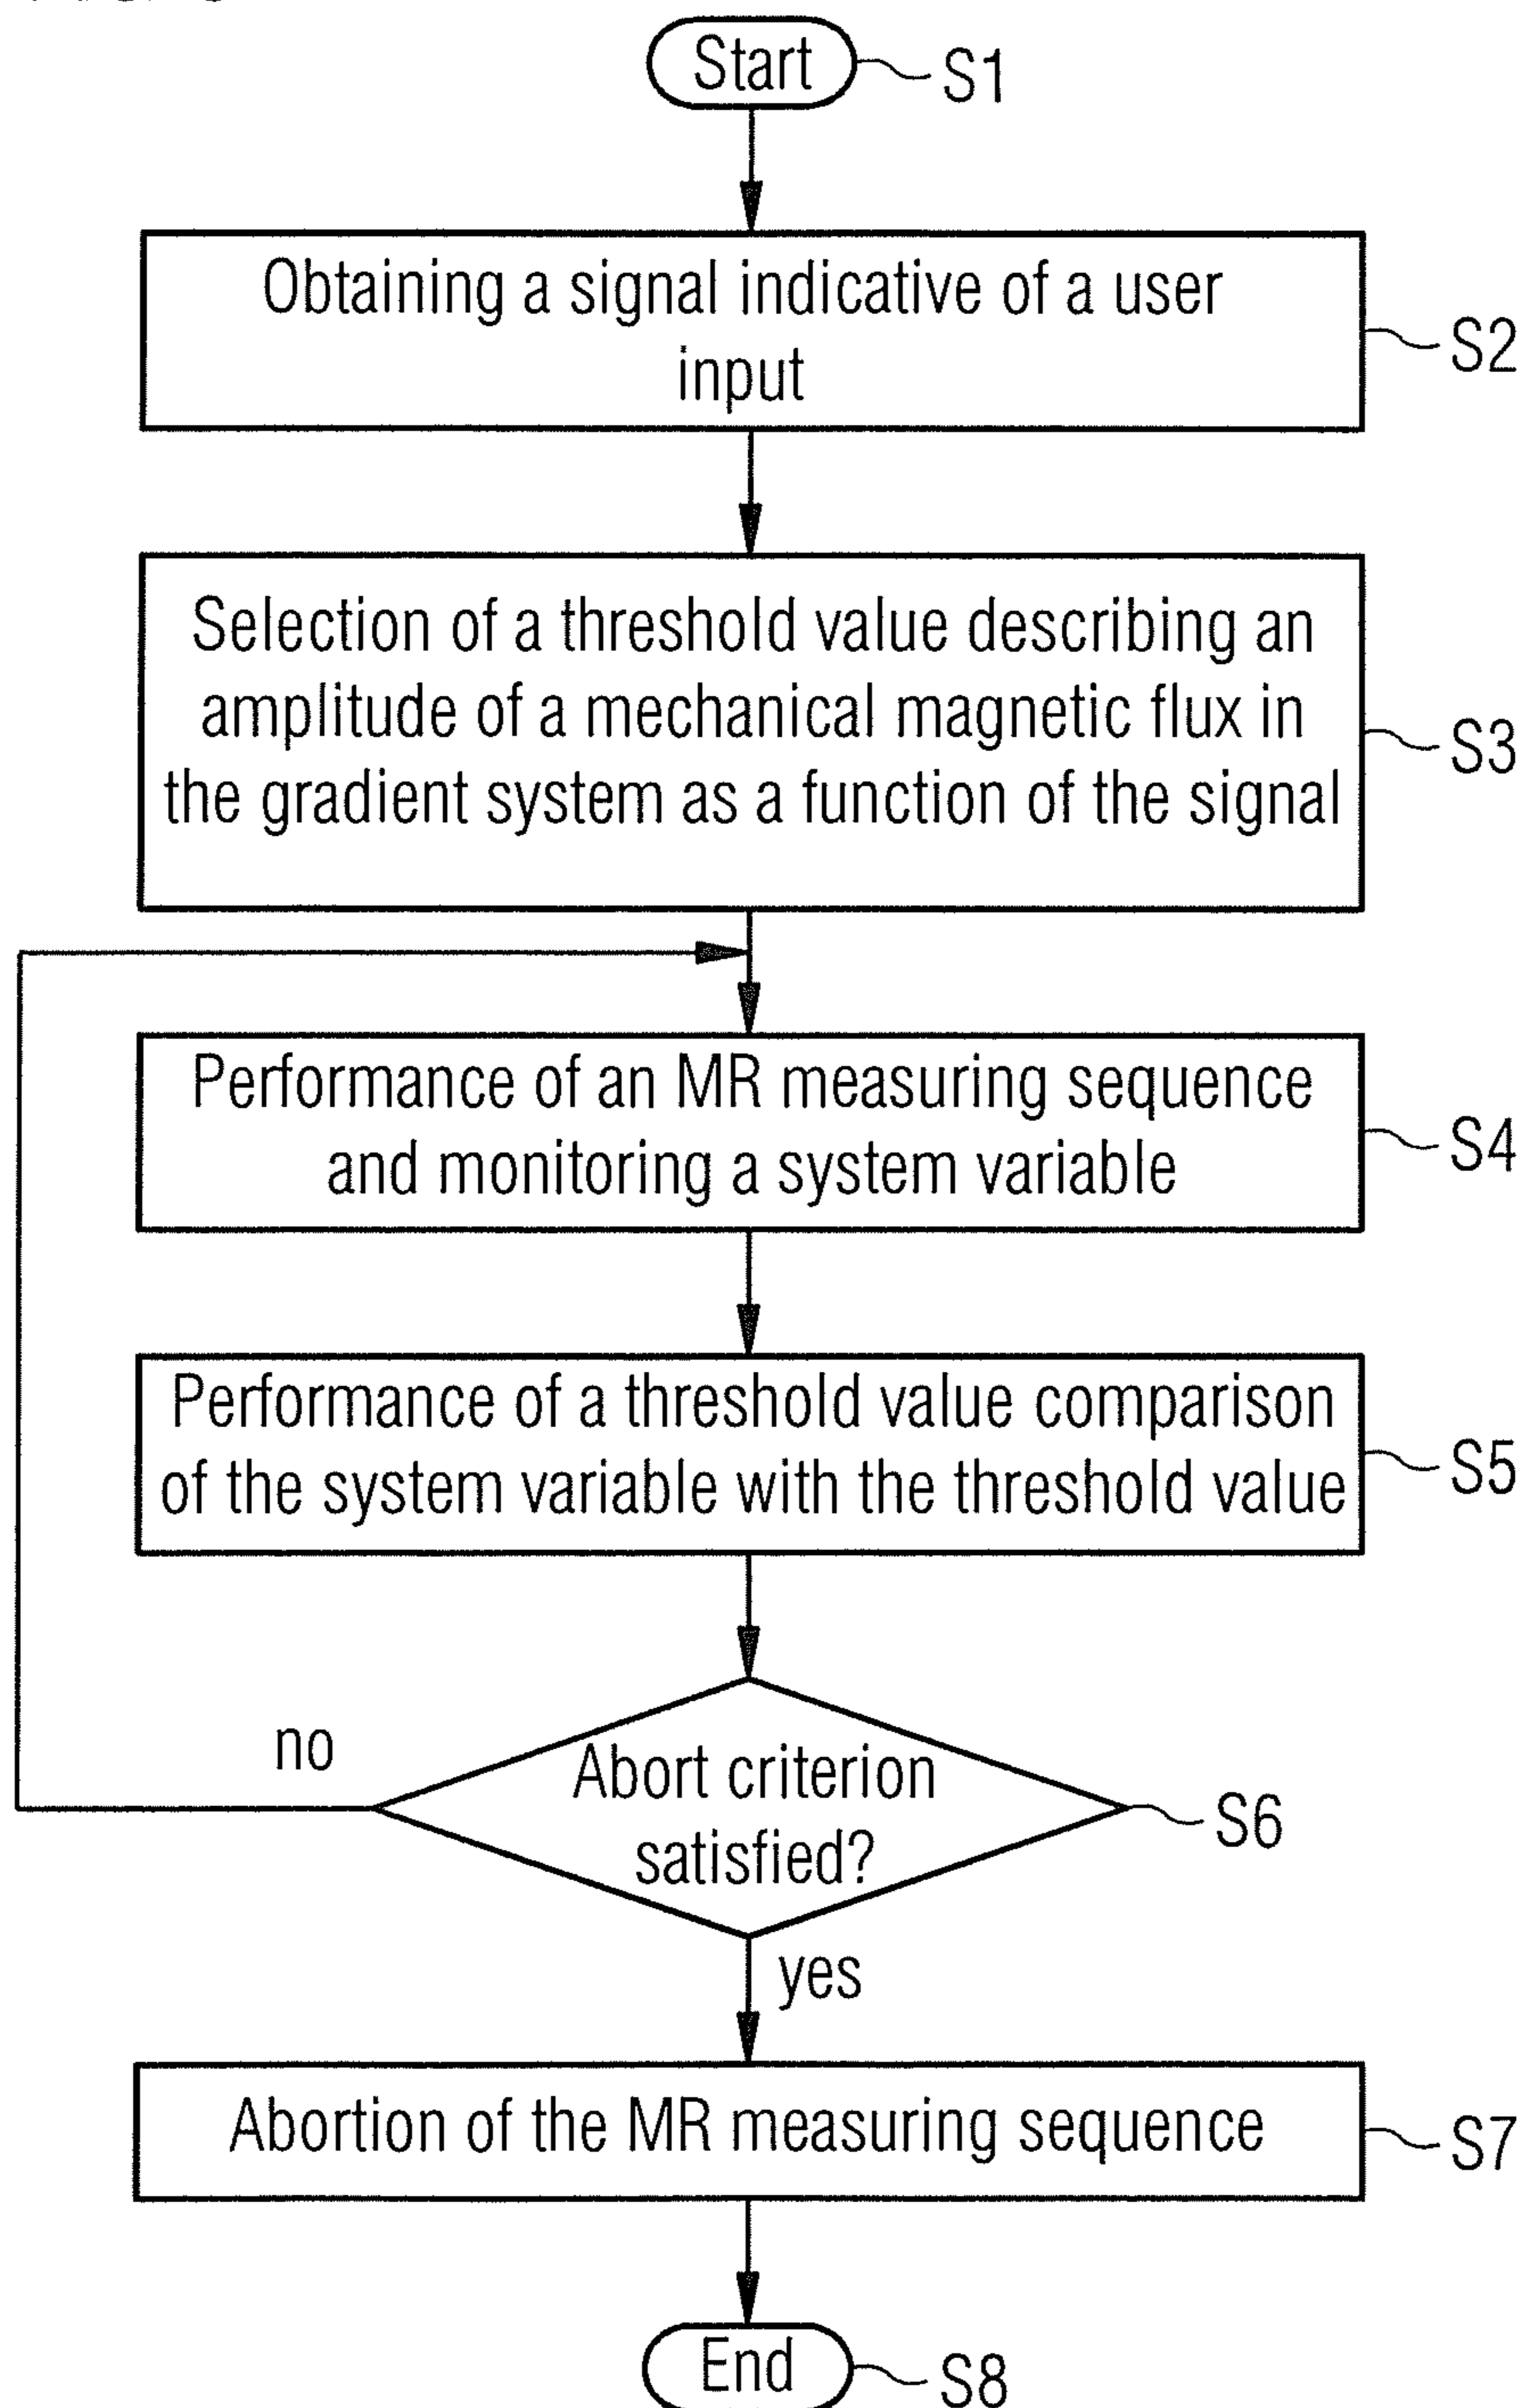 Start
S1
Obtaining a signal indicative of a user
input
S2
Selection of a threshold value describing an
amplitude of a mechanical magnetic flux in
the gradient system as a function of the signal
S3
Performance of an MR measuring sequence
and monitoring a system variable
S4
Performance of a threshold value comparison
of the system variable with the threshold value
S5
no
Abort criterion
satisfied?
S6
yes
Abortion of the MR measuring sequence
S7
End
S8